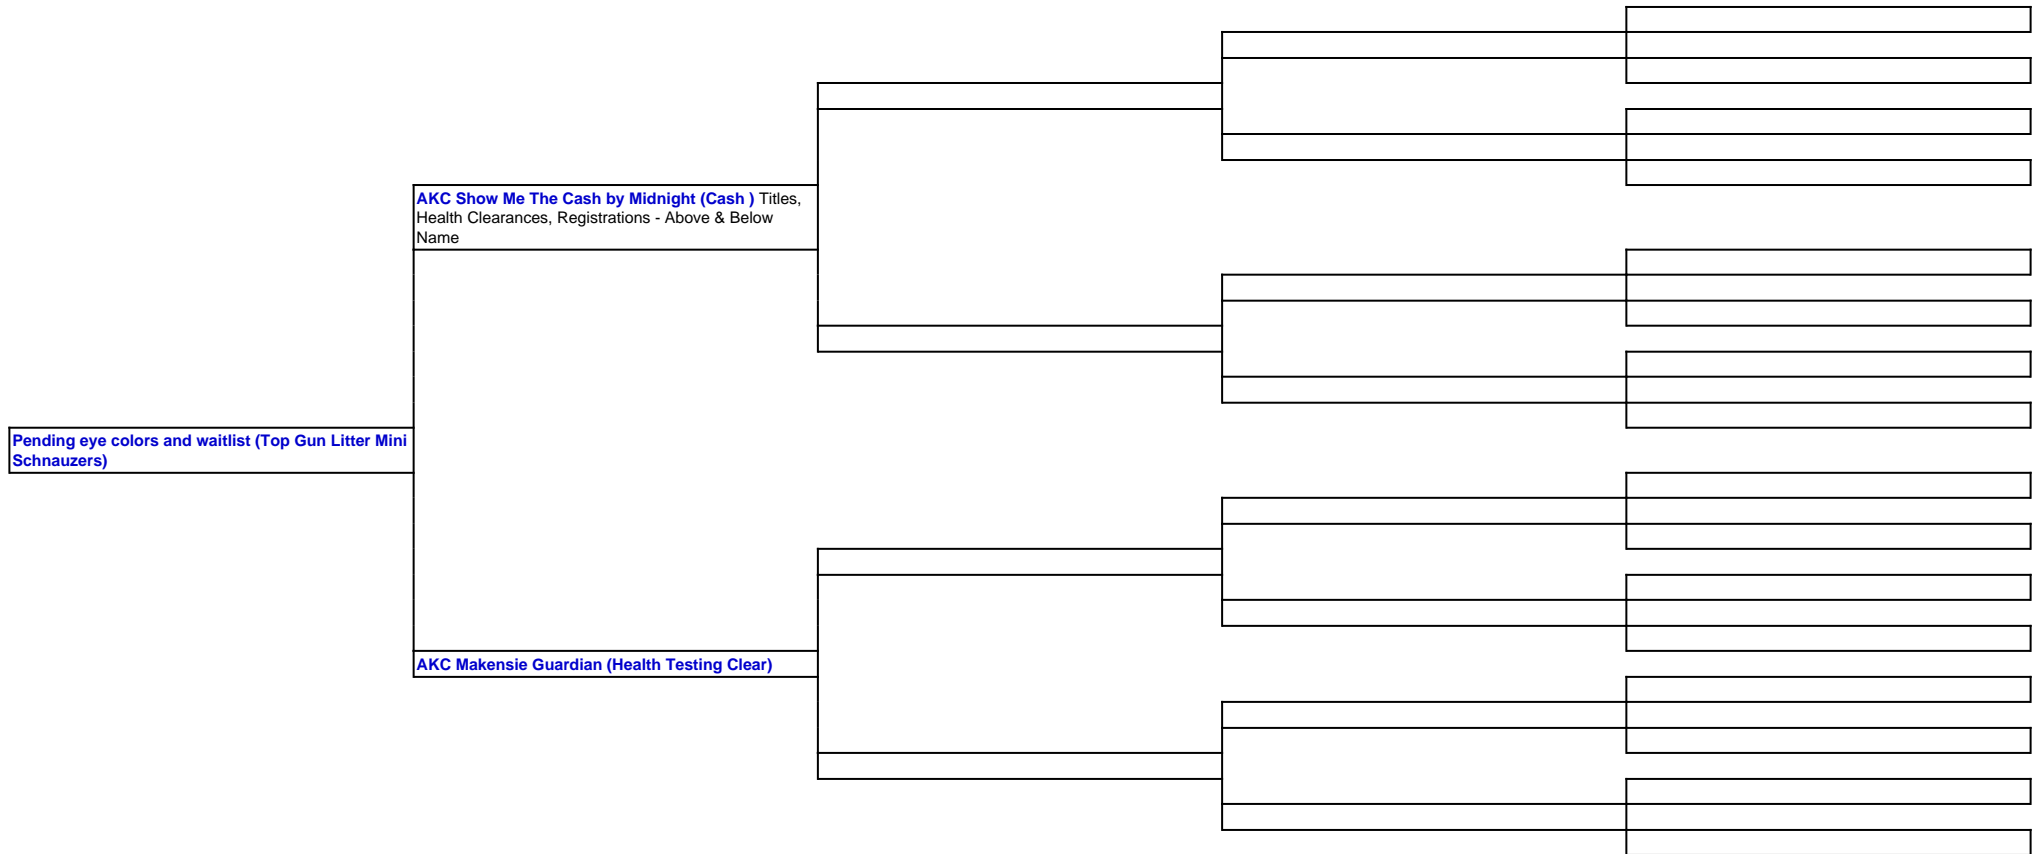 AKC Show Me The Cash by Midnight (Cash ) Titles,
Health Clearances, Registrations - Above & Below
Name
Pending eye colors and waitlist (Top Gun Litter Mini
Schnauzers)
AKC Makensie Guardian (Health Testing Clear)